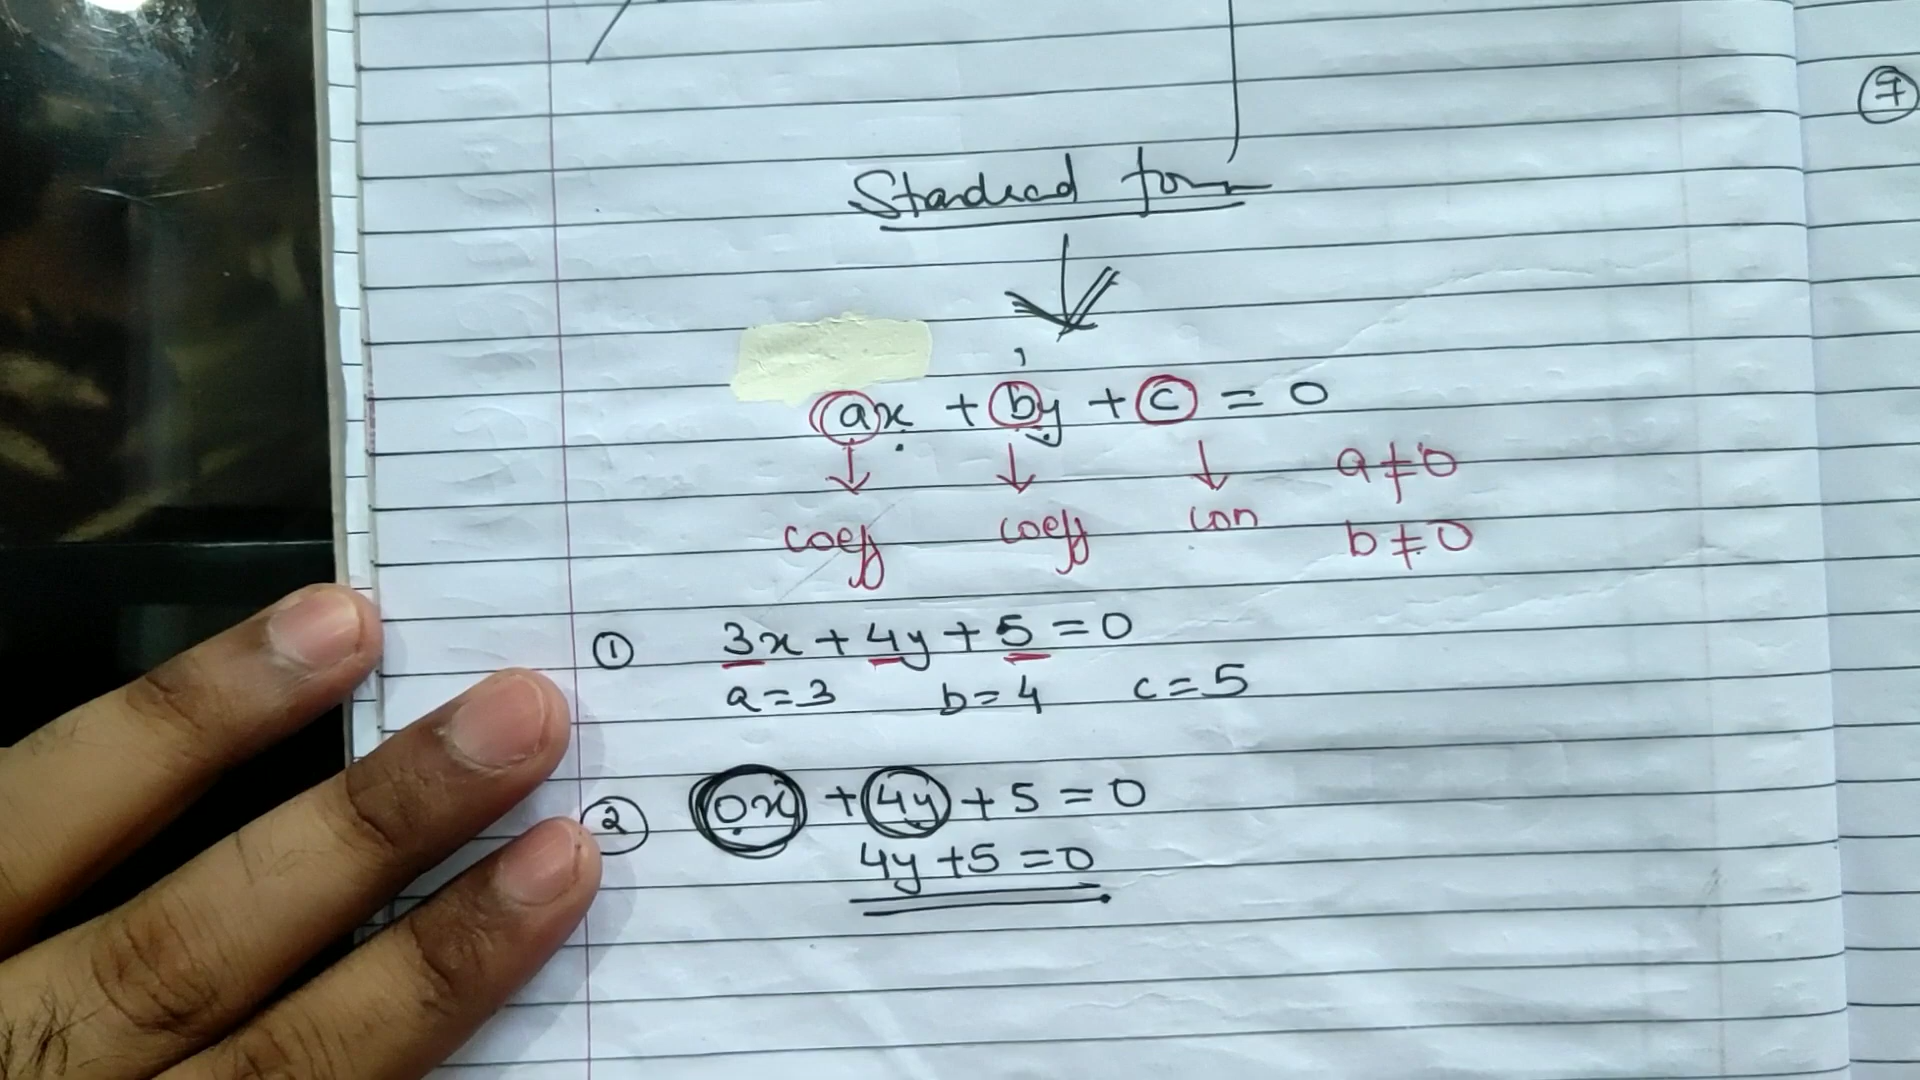 Standard form
ax + by + c = 0
a ≠ 0
coeff coeff con b ≠ 0
① 3x + 4y + 5 = 0
a = 3 b = 4 c = 5
② 0x + 4y + 5 = 0
4y + 5 = 0